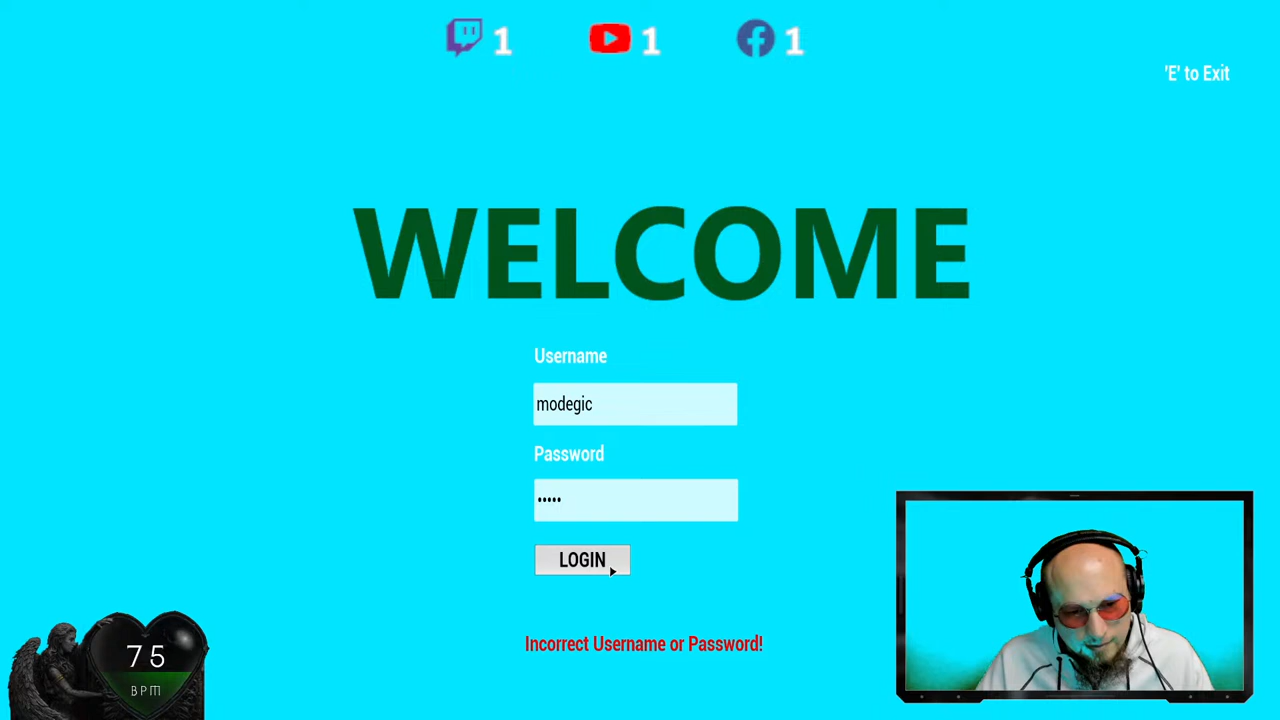 1 1 1
'E' to Exit
WELCOME
Username
modegic
Password
•••••
LOGIN
Incorrect Username or Password!
75
BPM